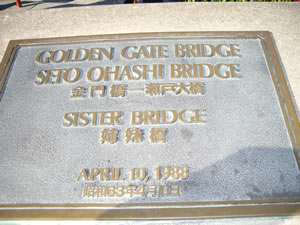 GOLDEN GATE BRIDGE
SETO OHASHI BRIDGE
金門橋一瀬戸大橋
SISTER BRIDGE
姉妹橋
APRIL 10, 1988
昭和63年4月10日